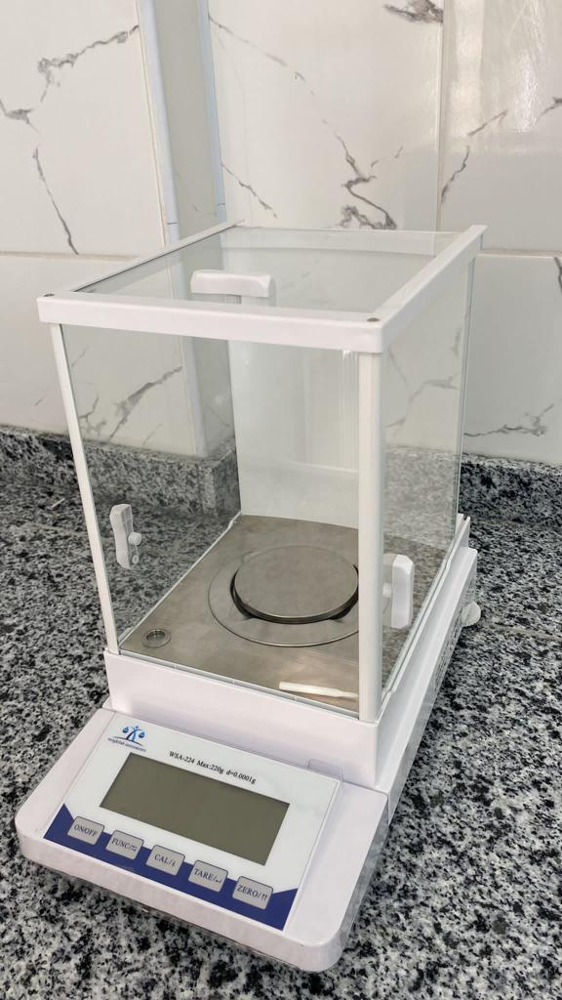 WSA-224 Max:220g d=0.0001g
ON/OFF
FUNC/⇆
CAL/i
TARE/↵
ZERO/↑↑